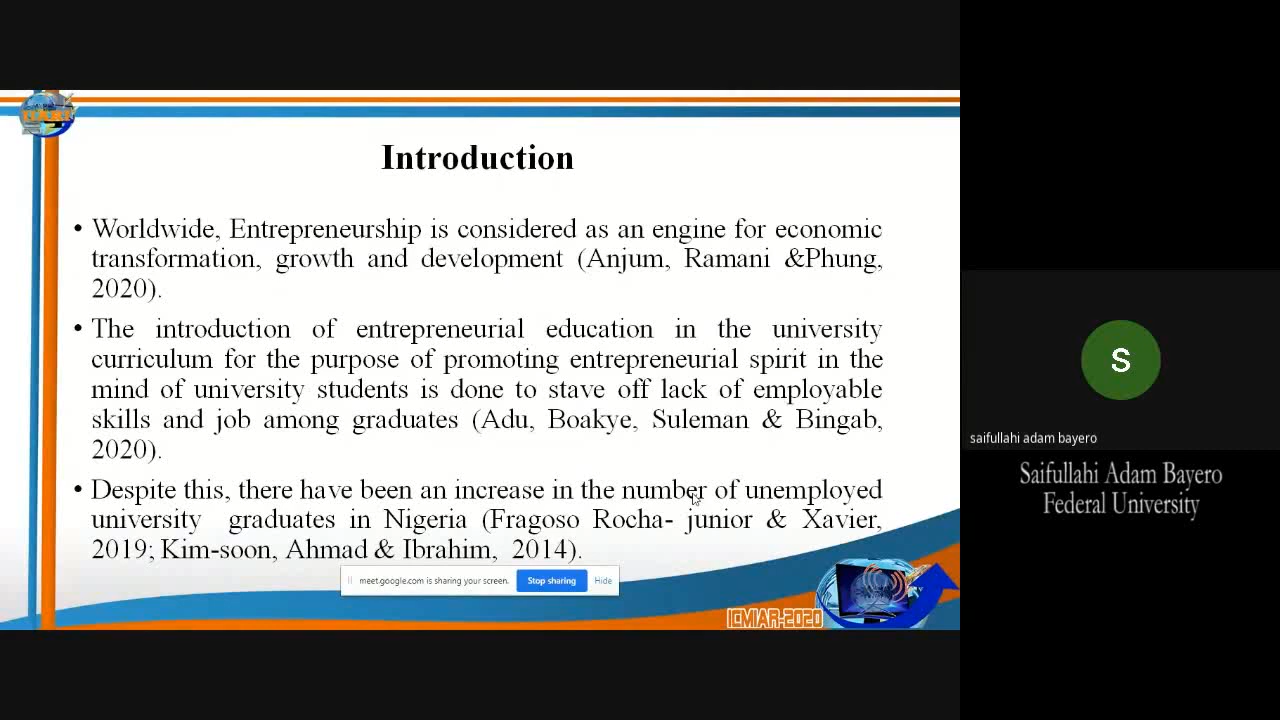 Introduction
• Worldwide, Entrepreneurship is considered as an engine for economic
transformation, growth and development (Anjum, Ramani &Phung,
2020).
• The introduction of entrepreneurial education in the university
curriculum for the purpose of promoting entrepreneurial spirit in the
mind of university students is done to stave off lack of employable
skills and job among graduates (Adu, Boakye, Suleman & Bingab,
2020).
• Despite this, there have been an increase in the number of unemployed
university graduates in Nigeria (Fragoso Rocha- junior & Xavier,
2019; Kim-soon, Ahmad & Ibrahim, 2014).
meet.google.com is sharing your screen. Stop sharing Hide
ICMIAR-2020
S
saifullahi adam bayero
Saifullahi Adam Bayero
Federal University